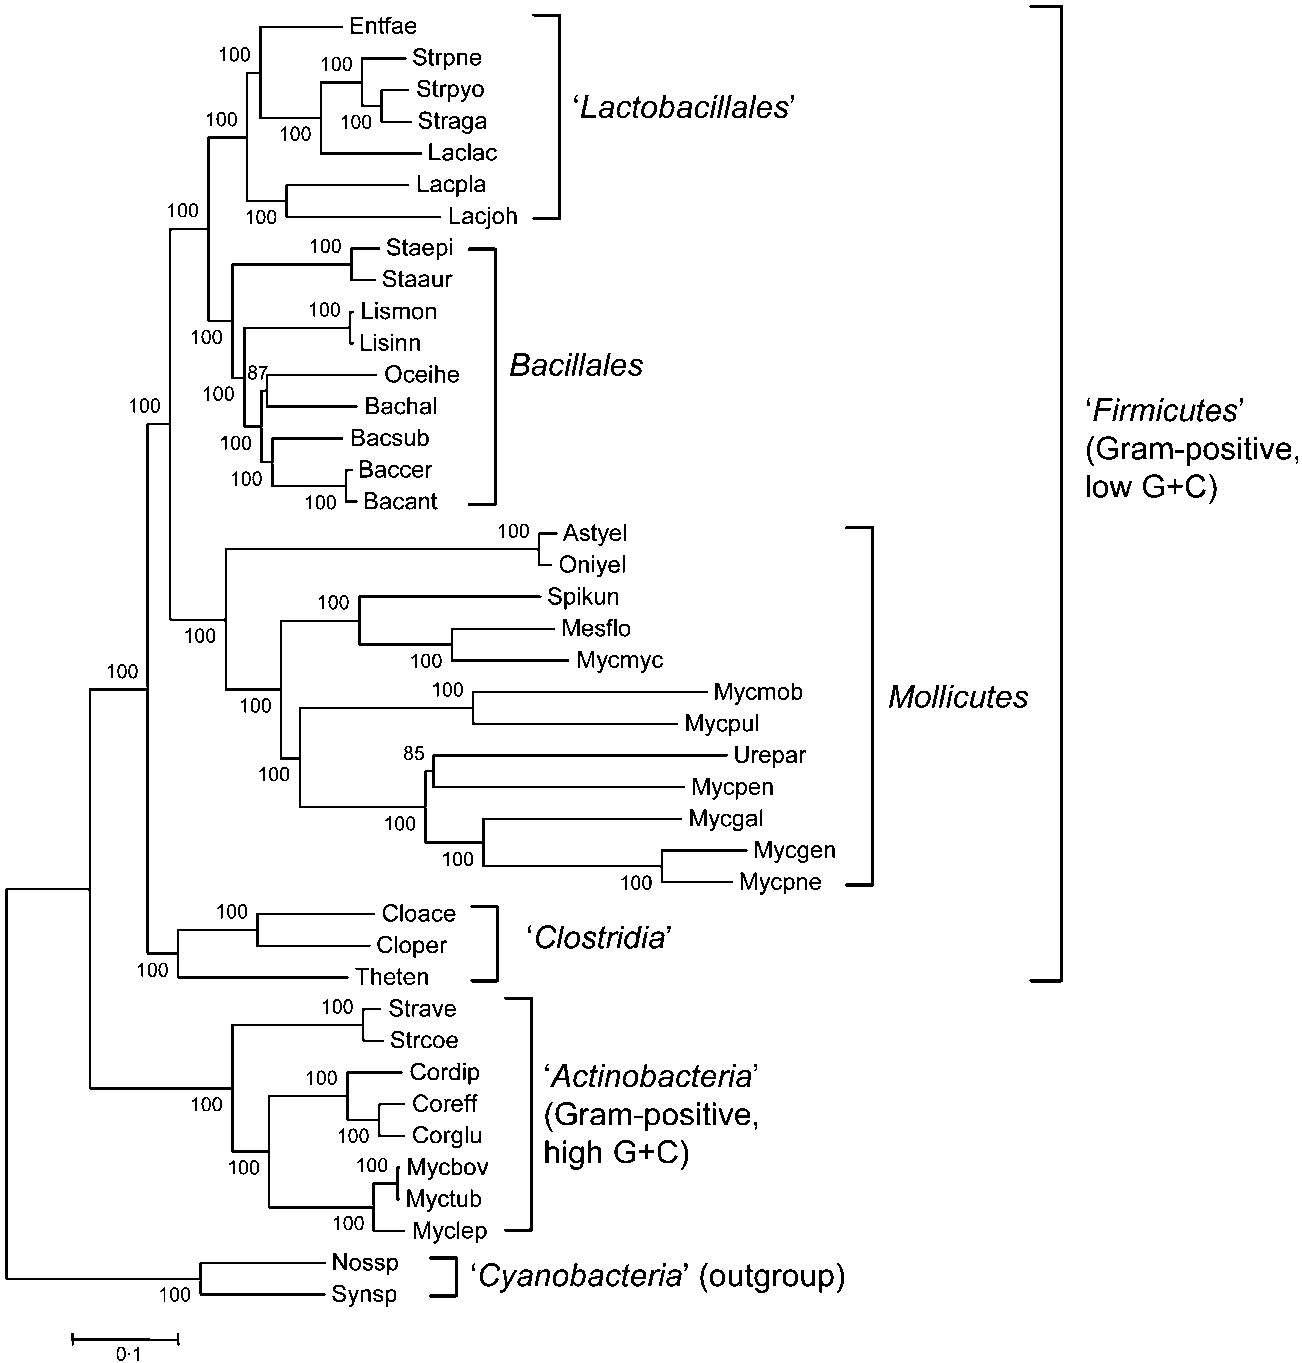 Entfae
100
Strpne
100
Strpyo
100
Straga
100
'Lactobacillales'
100
Laclac
Lacpla
100
Lacjoh
100
Staepi
100
Staaur
Lismon
100
100
Lisinn
Bacillales
87
Oceihe
100
Bachal
100
'Firmicutes'
(Gram-positive,
low G+C)
Bacsub
100
Baccer
100
Bacant
100
Astyel
100
Oniyel
Spikun
100
Mesflo
100
Mycmyc
100
100
Mycmob
100
Mollicutes
Mycpul
85
Urepar
100
Mycpen
Mycgal
100
Mycgen
100
Mycpne
100
100
Cloace
100
'Clostridia'
Cloper
100
Theten
Strave
100
Strcoe
Cordip
100
'Actinobacteria'
(Gram-positive,
high G+C)
Coreff
100
Corglu
100
Mycbov
100
100
Myctub
100
Myclep
Nossp
'Cyanobacteria' (outgroup)
100
Synsp
0·1